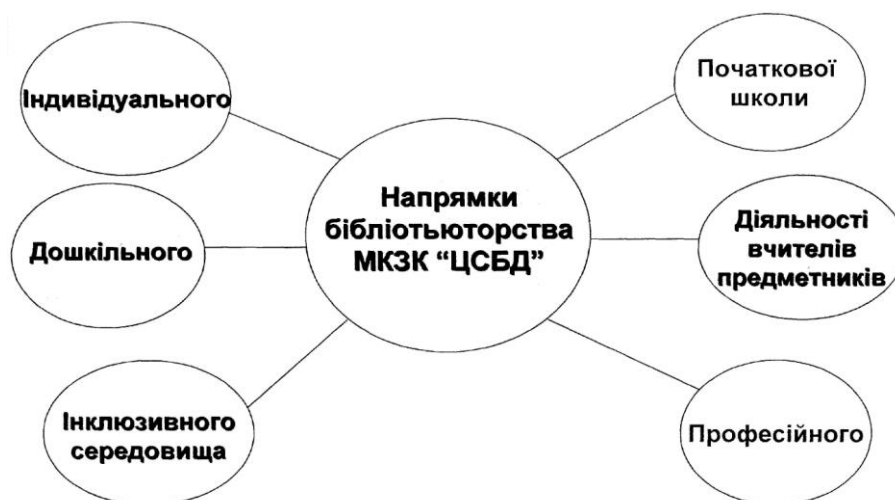 Індивідуального
Дошкільного
Інклюзивного
середовища
Напрямки
бібліотьюторства
МКЗК “ЦСБД”
Початкової
школи
Діяльності
вчителів
предметників
Професійного